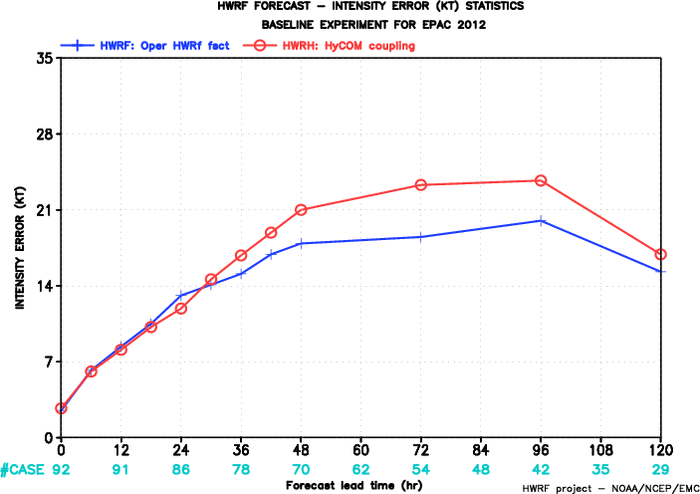 HWRF FORECAST – INTENSITY ERROR (KT) STATISTICS
BASELINE EXPERIMENT FOR EPAC 2012
HWRF: Oper HWRf fact HWRH: HyCOM coupling
35
28
21
14
7
0
INTENSITY ERROR (KT)
0 12 24 36 48 60 72 84 96 108 120
#CASE 92 91 86 78 70 62 54 48 42 35 29
Forecast lead time (hr)
HWRF project – NOAA/NCEP/EMC